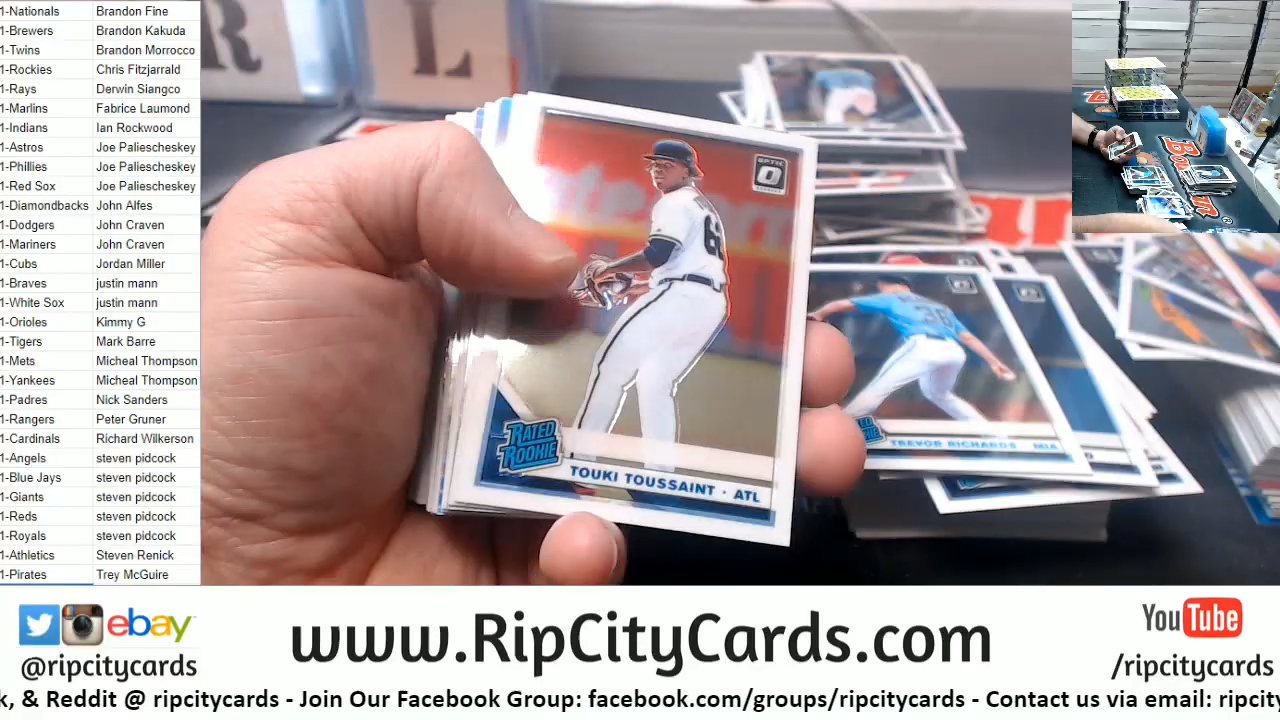 1-Nationals Brandon Fine
1-Brewers Brandon Kakuda
1-Twins Brandon Morrocco
1-Rockies Chris Fitzjarrald
1-Rays Derwin Siangco
1-Marlins Fabrice Laumond
1-Indians Ian Rockwood
1-Astros Joe Paliescheskey
1-Phillies Joe Paliescheskey
1-Red Sox Joe Paliescheskey
1-Diamondbacks John Alfes
1-Dodgers John Craven
1-Mariners John Craven
1-Cubs Jordan Miller
1-Braves justin mann
1-White Sox justin mann
1-Orioles Kimmy G
1-Tigers Mark Barre
1-Mets Micheal Thompson
1-Yankees Micheal Thompson
1-Padres Nick Sanders
1-Rangers Peter Gruner
1-Cardinals Richard Wilkerson
1-Angels steven pidcock
1-Blue Jays steven pidcock
1-Giants steven pidcock
1-Reds steven pidcock
1-Royals steven pidcock
1-Athletics Steven Renick
1-Pirates Trey McGuire
R L
OPTIC
RATED
ROOKIE
TOUKI TOUSSAINT · ATL
36
TREVOR RICHARDS MIA
ebay
@ripcitycards
www.RipCityCards.com
YouTube
/ripcitycards
k, & Reddit @ ripcitycards - Join Our Facebook Group: facebook.com/groups/ripcitycards - Contact us via email: ripcity